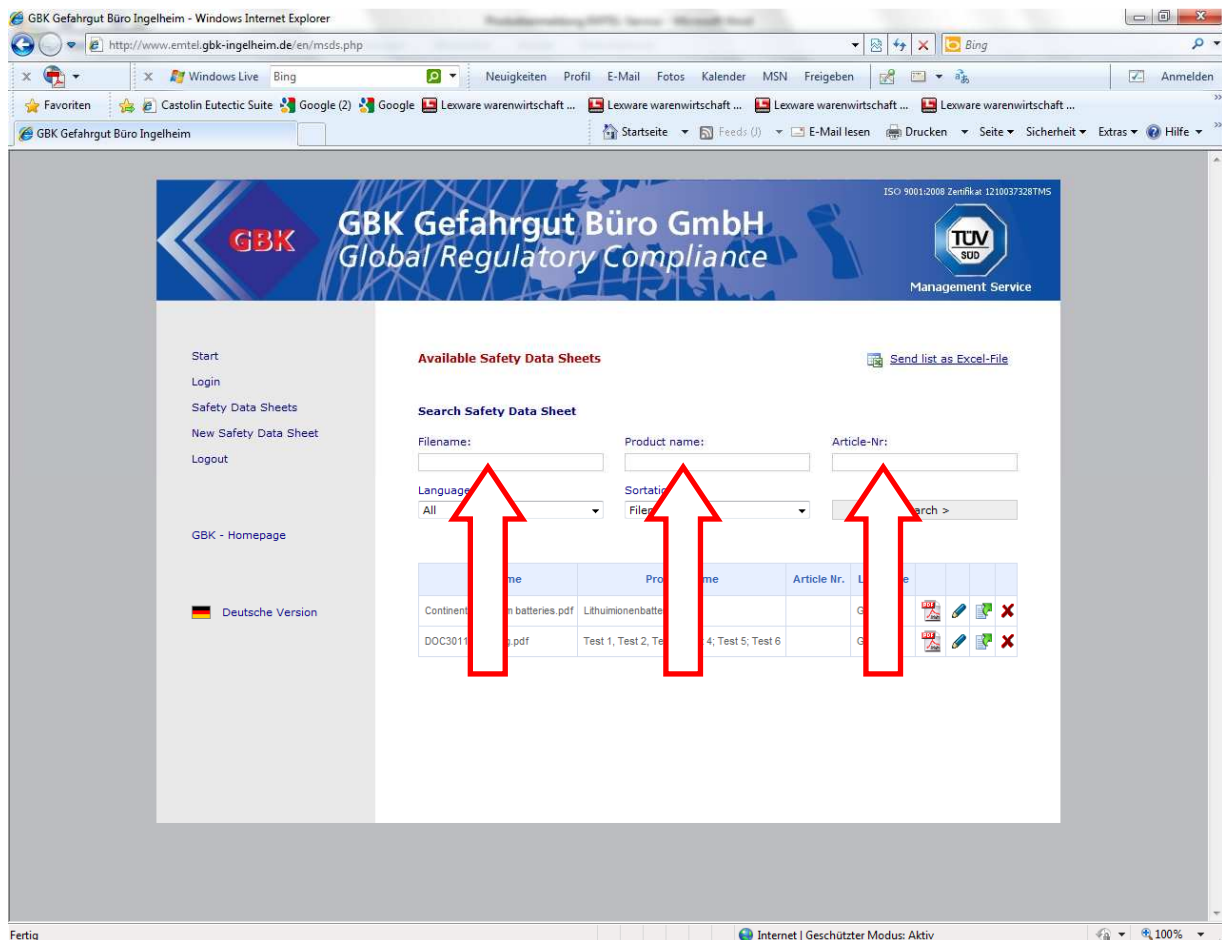 GBK Gefahrgut Büro Ingelheim - Windows Internet Explorer
http://www.emtel.gbk-ingelheim.de/en/msds.php
Bing
x
x Windows Live Bing Neuigkeiten Profil E-Mail Fotos Kalender MSN Freigeben Anmelden
Favoriten Castolin Eutectic Suite Google (2) Google Lexware warenwirtschaft ... Lexware warenwirtschaft ... Lexware warenwirtschaft ... Lexware warenwirtschaft ...
GBK Gefahrgut Büro Ingelheim Startseite Feeds (J) E-Mail lesen Drucken Seite Sicherheit Extras Hilfe
ISO 9001:2008 Zertifikat 1210037328TMS
GBK
GBK Gefahrgut Büro GmbH
Global Regulatory Compliance
TÜV
SÜD
Management Service
Start
Login
Safety Data Sheets
New Safety Data Sheet
Logout
GBK - Homepage
Deutsche Version
Available Safety Data Sheets
Send list as Excel-File
Search Safety Data Sheet
Filename: Product name: Article-Nr:
Language
All
Article Nr.
Continent batteries.pdf
DOC3011 .pdf Test 1, Test 2, 4; Test 5; Test 6
Fertig Internet | Geschützter Modus: Aktiv 100%